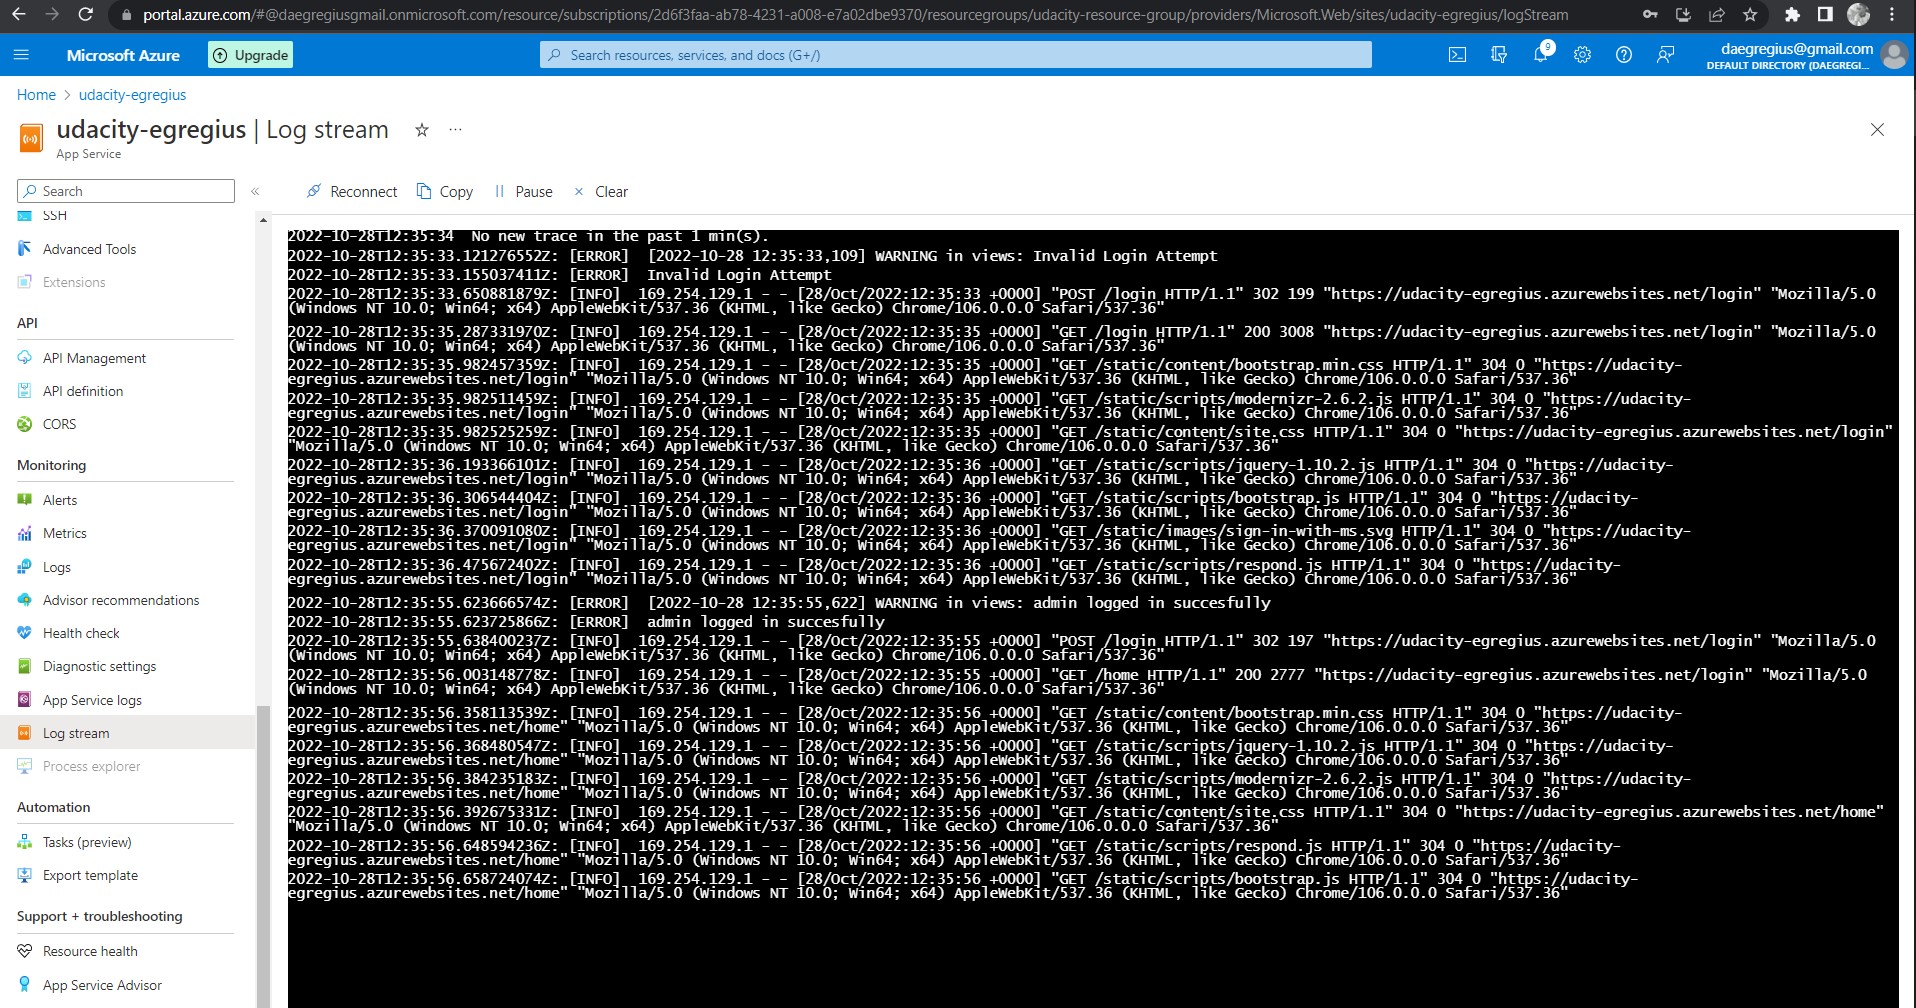 portal.azure.com/#@daegregiusgmail.onmicrosoft.com/resource/subscriptions/2d6f3faa-ab78-4231-a008-e7a02dbe9370/resourcegroups/udacity-resource-group/providers/Microsoft.Web/sites/udacity-egregius/logStream
Microsoft Azure
Upgrade
Search resources, services, and docs (G+/)
9
daegregius@gmail.com
DEFAULT DIRECTORY (DAEGREGI...
Home > udacity-egregius
udacity-egregius | Log stream
App Service
Search
Reconnect
Copy
Pause
Clear
SSH
Advanced Tools
Extensions
API
API Management
API definition
CORS
Monitoring
Alerts
Metrics
Logs
Advisor recommendations
Health check
Diagnostic settings
App Service logs
Log stream
Process explorer
Automation
Tasks (preview)
Export template
Support + troubleshooting
Resource health
App Service Advisor
2022-10-28T12:35:34  No new trace in the past 1 min(s).
2022-10-28T12:35:33.121276552Z: [ERROR]  [2022-10-28 12:35:33,109] WARNING in views: Invalid Login Attempt
2022-10-28T12:35:33.155037411Z: [ERROR]  Invalid Login Attempt
2022-10-28T12:35:33.650881879Z: [INFO]  169.254.129.1 - - [28/Oct/2022:12:35:33 +0000] "POST /login HTTP/1.1" 302 199 "https://udacity-egregius.azurewebsites.net/login" "Mozilla/5.0
(Windows NT 10.0; Win64; x64) AppleWebKit/537.36 (KHTML, like Gecko) Chrome/106.0.0.0 Safari/537.36"
2022-10-28T12:35:35.287331970Z: [INFO]  169.254.129.1 - - [28/Oct/2022:12:35:35 +0000] "GET /login HTTP/1.1" 200 3008 "https://udacity-egregius.azurewebsites.net/login" "Mozilla/5.0
(Windows NT 10.0; Win64; x64) AppleWebKit/537.36 (KHTML, like Gecko) Chrome/106.0.0.0 Safari/537.36"
2022-10-28T12:35:35.982457359Z: [INFO]  169.254.129.1 - - [28/Oct/2022:12:35:35 +0000] "GET /static/content/bootstrap.min.css HTTP/1.1" 304 0 "https://udacity-
egregius.azurewebsites.net/login" "Mozilla/5.0 (Windows NT 10.0; Win64; x64) AppleWebKit/537.36 (KHTML, like Gecko) Chrome/106.0.0.0 Safari/537.36"
2022-10-28T12:35:35.982511459Z: [INFO]  169.254.129.1 - - [28/Oct/2022:12:35:35 +0000] "GET /static/scripts/modernizr-2.6.2.js HTTP/1.1" 304 0 "https://udacity-
egregius.azurewebsites.net/login" "Mozilla/5.0 (Windows NT 10.0; Win64; x64) AppleWebKit/537.36 (KHTML, like Gecko) Chrome/106.0.0.0 Safari/537.36"
2022-10-28T12:35:35.982525259Z: [INFO]  169.254.129.1 - - [28/Oct/2022:12:35:35 +0000] "GET /static/content/site.css HTTP/1.1" 304 0 "https://udacity-egregius.azurewebsites.net/login"
"Mozilla/5.0 (Windows NT 10.0; Win64; x64) AppleWebKit/537.36 (KHTML, like Gecko) Chrome/106.0.0.0 Safari/537.36"
2022-10-28T12:35:36.193366101Z: [INFO]  169.254.129.1 - - [28/Oct/2022:12:35:36 +0000] "GET /static/scripts/jquery-1.10.2.js HTTP/1.1" 304 0 "https://udacity-
egregius.azurewebsites.net/login" "Mozilla/5.0 (Windows NT 10.0; Win64; x64) AppleWebKit/537.36 (KHTML, like Gecko) Chrome/106.0.0.0 Safari/537.36"
2022-10-28T12:35:36.306544404Z: [INFO]  169.254.129.1 - - [28/Oct/2022:12:35:36 +0000] "GET /static/scripts/bootstrap.js HTTP/1.1" 304 0 "https://udacity-
egregius.azurewebsites.net/login" "Mozilla/5.0 (Windows NT 10.0; Win64; x64) AppleWebKit/537.36 (KHTML, like Gecko) Chrome/106.0.0.0 Safari/537.36"
2022-10-28T12:35:36.370091080Z: [INFO]  169.254.129.1 - - [28/Oct/2022:12:35:36 +0000] "GET /static/images/sign-in-with-ms.svg HTTP/1.1" 304 0 "https://udacity-
egregius.azurewebsites.net/login" "Mozilla/5.0 (Windows NT 10.0; Win64; x64) AppleWebKit/537.36 (KHTML, like Gecko) Chrome/106.0.0.0 Safari/537.36"
2022-10-28T12:35:36.475672402Z: [INFO]  169.254.129.1 - - [28/Oct/2022:12:35:36 +0000] "GET /static/scripts/respond.js HTTP/1.1" 304 0 "https://udacity-
egregius.azurewebsites.net/login" "Mozilla/5.0 (Windows NT 10.0; Win64; x64) AppleWebKit/537.36 (KHTML, like Gecko) Chrome/106.0.0.0 Safari/537.36"
2022-10-28T12:35:55.623666574Z: [ERROR]  [2022-10-28 12:35:55,622] WARNING in views: admin logged in succesfully
2022-10-28T12:35:55.623725866Z: [ERROR]  admin logged in succesfully
2022-10-28T12:35:55.638400237Z: [INFO]  169.254.129.1 - - [28/Oct/2022:12:35:55 +0000] "POST /login HTTP/1.1" 302 197 "https://udacity-egregius.azurewebsites.net/login" "Mozilla/5.0
(Windows NT 10.0; Win64; x64) AppleWebKit/537.36 (KHTML, like Gecko) Chrome/106.0.0.0 Safari/537.36"
2022-10-28T12:35:56.003148778Z: [INFO]  169.254.129.1 - - [28/Oct/2022:12:35:55 +0000] "GET /home HTTP/1.1" 200 2777 "https://udacity-egregius.azurewebsites.net/login" "Mozilla/5.0
(Windows NT 10.0; Win64; x64) AppleWebKit/537.36 (KHTML, like Gecko) Chrome/106.0.0.0 Safari/537.36"
2022-10-28T12:35:56.358113539Z: [INFO]  169.254.129.1 - - [28/Oct/2022:12:35:56 +0000] "GET /static/content/bootstrap.min.css HTTP/1.1" 304 0 "https://udacity-
egregius.azurewebsites.net/home" "Mozilla/5.0 (Windows NT 10.0; Win64; x64) AppleWebKit/537.36 (KHTML, like Gecko) Chrome/106.0.0.0 Safari/537.36"
2022-10-28T12:35:56.368480547Z: [INFO]  169.254.129.1 - - [28/Oct/2022:12:35:56 +0000] "GET /static/scripts/jquery-1.10.2.js HTTP/1.1" 304 0 "https://udacity-
egregius.azurewebsites.net/home" "Mozilla/5.0 (Windows NT 10.0; Win64; x64) AppleWebKit/537.36 (KHTML, like Gecko) Chrome/106.0.0.0 Safari/537.36"
2022-10-28T12:35:56.384235183Z: [INFO]  169.254.129.1 - - [28/Oct/2022:12:35:56 +0000] "GET /static/scripts/modernizr-2.6.2.js HTTP/1.1" 304 0 "https://udacity-
egregius.azurewebsites.net/home" "Mozilla/5.0 (Windows NT 10.0; Win64; x64) AppleWebKit/537.36 (KHTML, like Gecko) Chrome/106.0.0.0 Safari/537.36"
2022-10-28T12:35:56.392675331Z: [INFO]  169.254.129.1 - - [28/Oct/2022:12:35:56 +0000] "GET /static/content/site.css HTTP/1.1" 304 0 "https://udacity-egregius.azurewebsites.net/home"
"Mozilla/5.0 (Windows NT 10.0; Win64; x64) AppleWebKit/537.36 (KHTML, like Gecko) Chrome/106.0.0.0 Safari/537.36"
2022-10-28T12:35:56.648594236Z: [INFO]  169.254.129.1 - - [28/Oct/2022:12:35:56 +0000] "GET /static/scripts/respond.js HTTP/1.1" 304 0 "https://udacity-
egregius.azurewebsites.net/home" "Mozilla/5.0 (Windows NT 10.0; Win64; x64) AppleWebKit/537.36 (KHTML, like Gecko) Chrome/106.0.0.0 Safari/537.36"
2022-10-28T12:35:56.658724074Z: [INFO]  169.254.129.1 - - [28/Oct/2022:12:35:56 +0000] "GET /static/scripts/bootstrap.js HTTP/1.1" 304 0 "https://udacity-
egregius.azurewebsites.net/home" "Mozilla/5.0 (Windows NT 10.0; Win64; x64) AppleWebKit/537.36 (KHTML, like Gecko) Chrome/106.0.0.0 Safari/537.36"